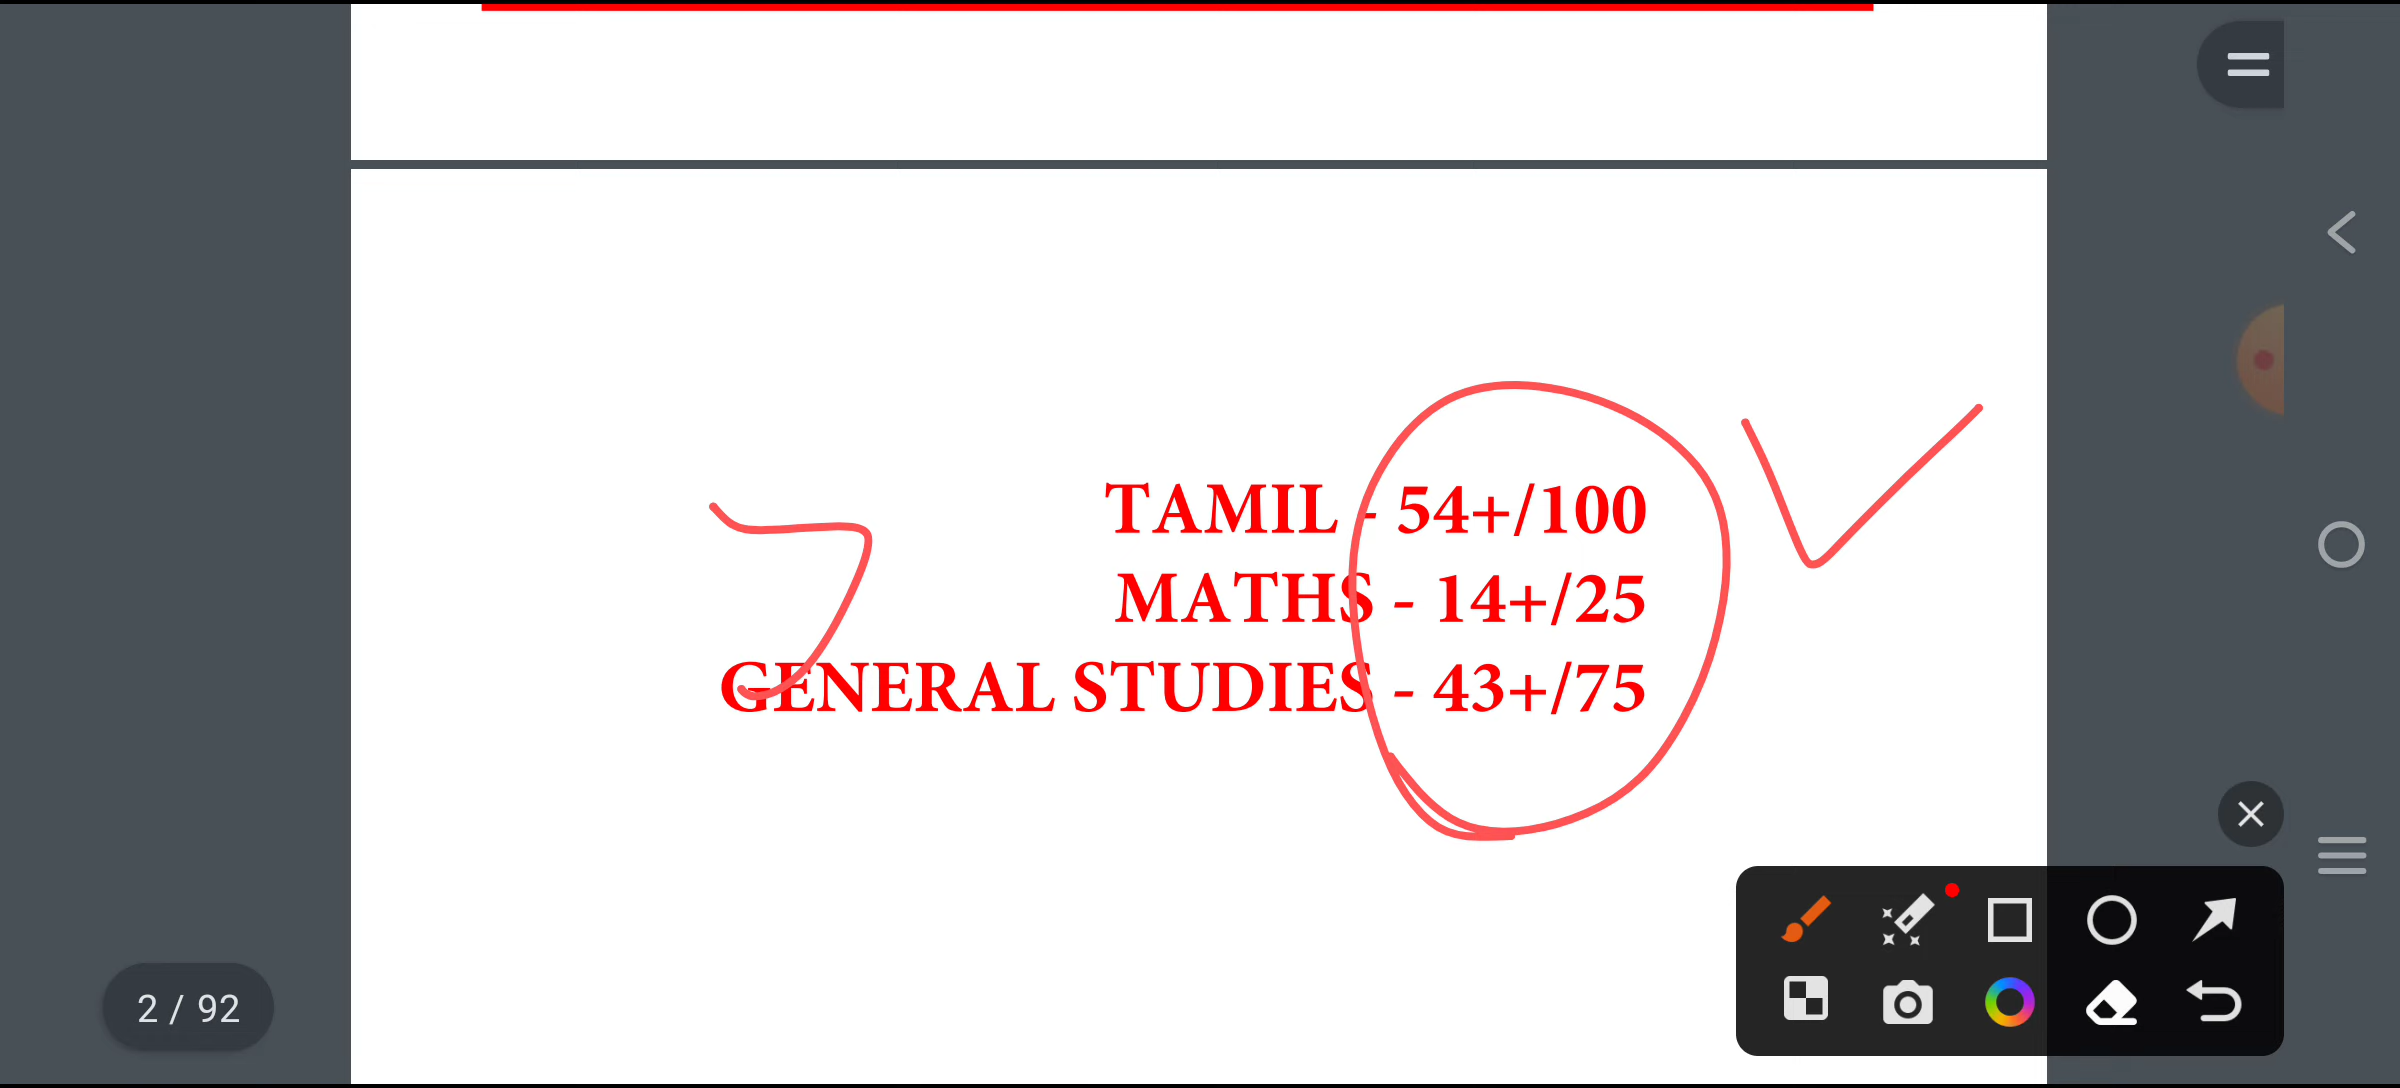 TAMIL - 54+/100
MATHS - 14+/25
GENERAL STUDIES - 43+/75
2 / 92